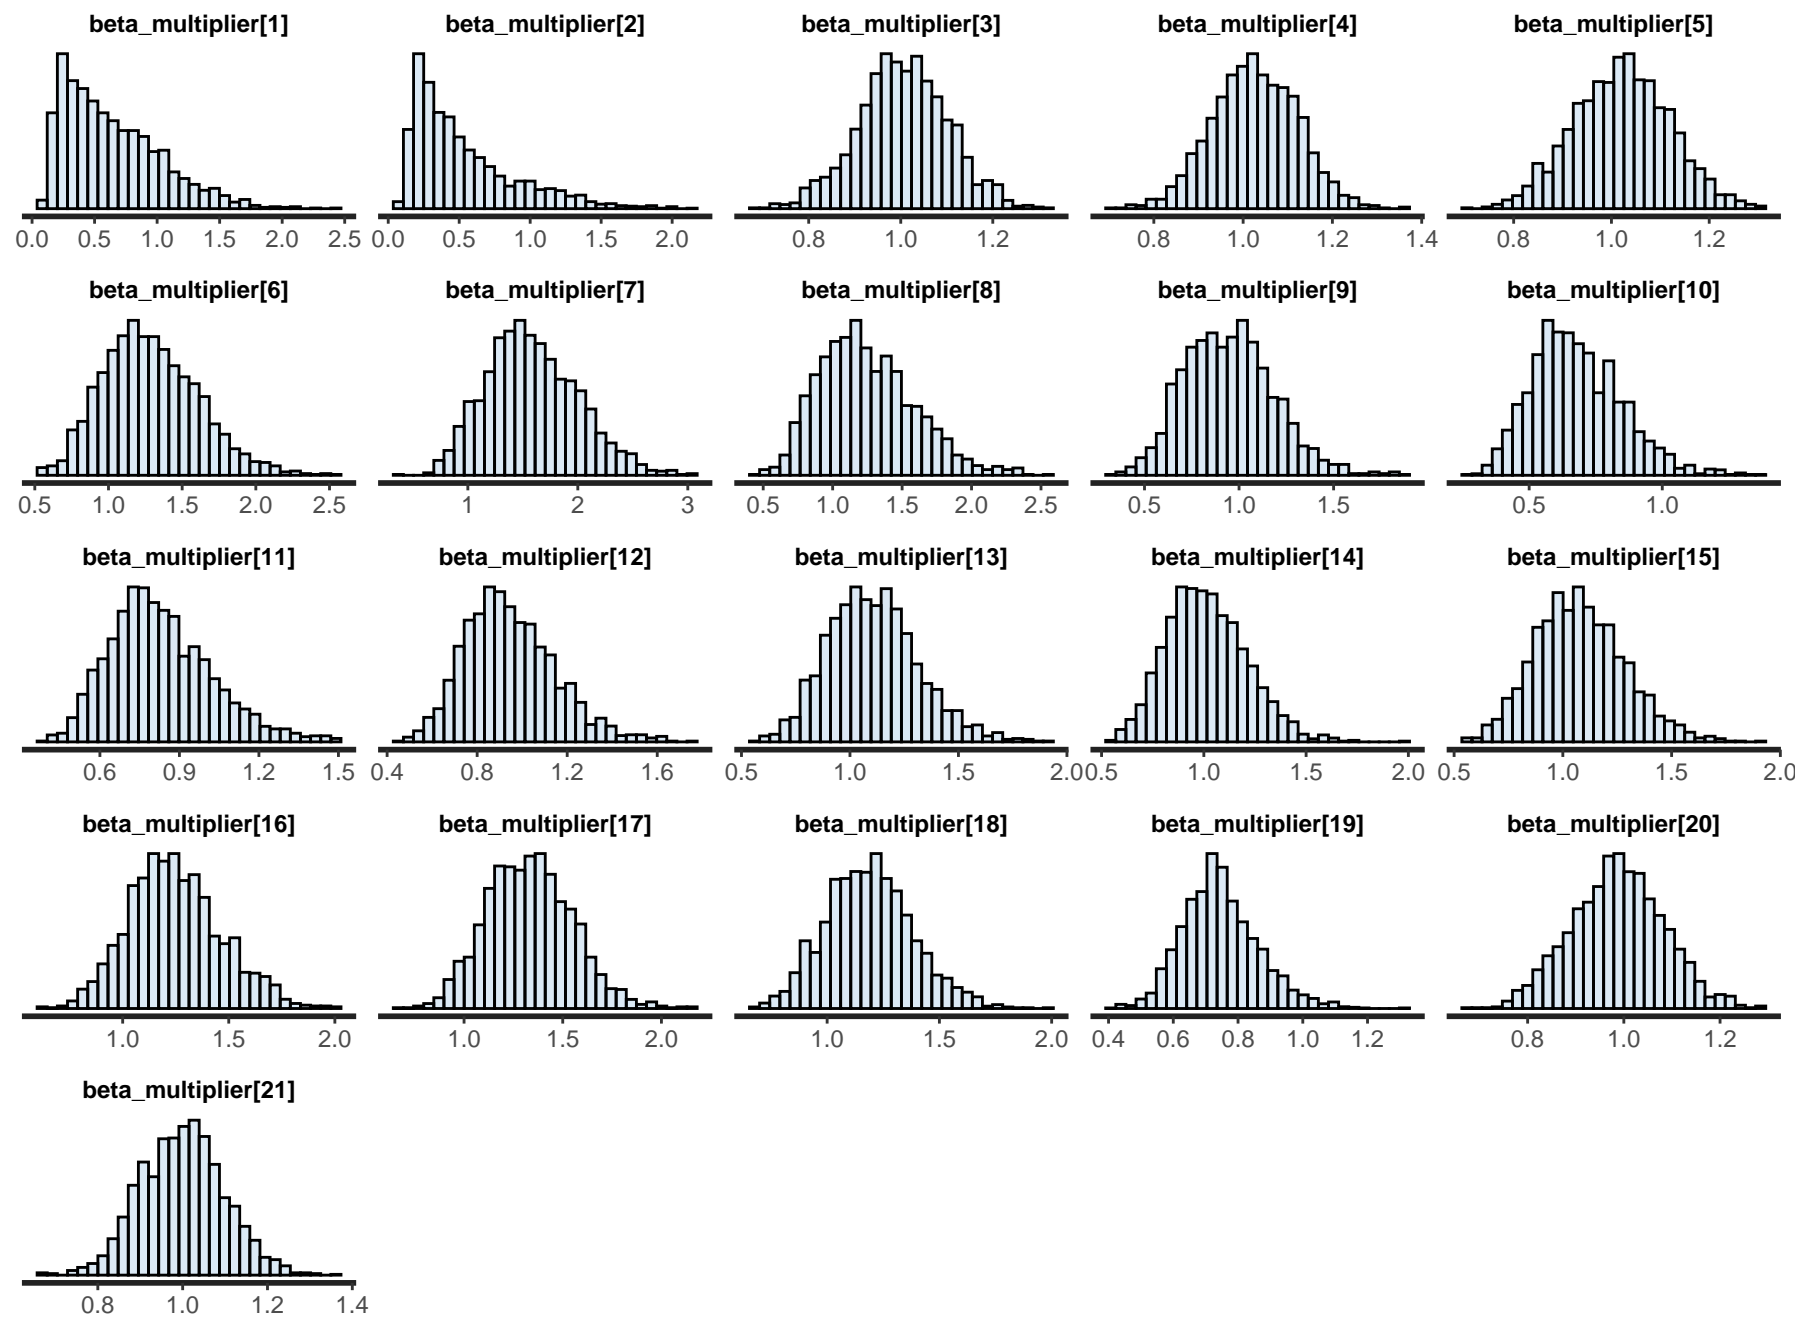 beta_multiplier[1] beta_multiplier[2] beta_multiplier[3] beta_multiplier[4] beta_multiplier[5]
0.0 0.5 1.0 1.5 2.0 2.5 0.0 0.5 1.0 1.5 2.0 0.8 1.0 1.2 0.8 1.0 1.2 1.4 0.8 1.0 1.2
beta_multiplier[6] beta_multiplier[7] beta_multiplier[8] beta_multiplier[9] beta_multiplier[10]
0.5 1.0 1.5 2.0 2.5 1 2 3 0.5 1.0 1.5 2.0 2.5 0.5 1.0 1.5 0.5 1.0
beta_multiplier[11] beta_multiplier[12] beta_multiplier[13] beta_multiplier[14] beta_multiplier[15]
0.6 0.9 1.2 1.5 0.4 0.8 1.2 1.6 0.5 1.0 1.5 2.0 0.5 1.0 1.5 2.0 0.5 1.0 1.5 2.0
beta_multiplier[16] beta_multiplier[17] beta_multiplier[18] beta_multiplier[19] beta_multiplier[20]
1.0 1.5 2.0 1.0 1.5 2.0 1.0 1.5 2.0 0.4 0.6 0.8 1.0 1.2 0.8 1.0 1.2
beta_multiplier[21]
0.8 1.0 1.2 1.4